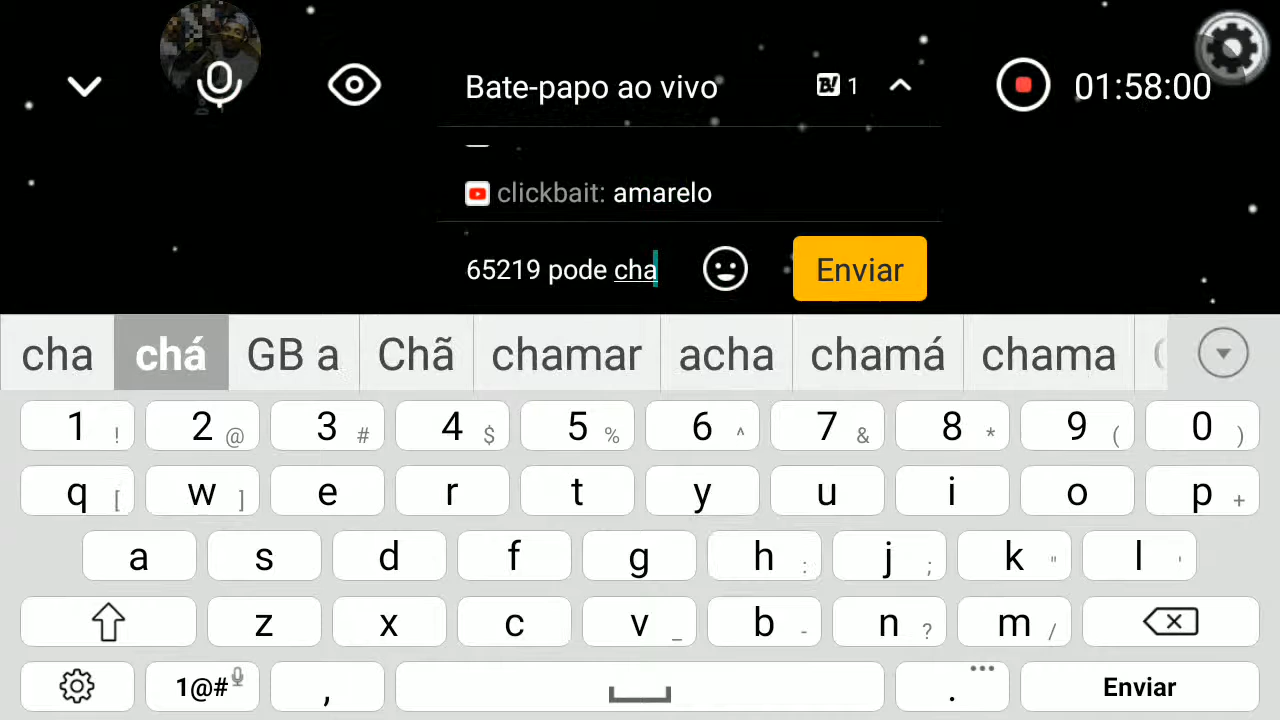 Bate-papo ao vivo B! 1 01:58:00
clickbait: amarelo
65219 pode cha Enviar
cha chá GB a Chã chamar acha chamá chama
1 ! 2 @ 3 # 4 $ 5 % 6 ^ 7 & 8 * 9 ( 0 )
q [ w ] e r t y u i o p +
a s d f g h : j ; k " l '
z x c v _ b - n ? m /
1@# , . ... Enviar